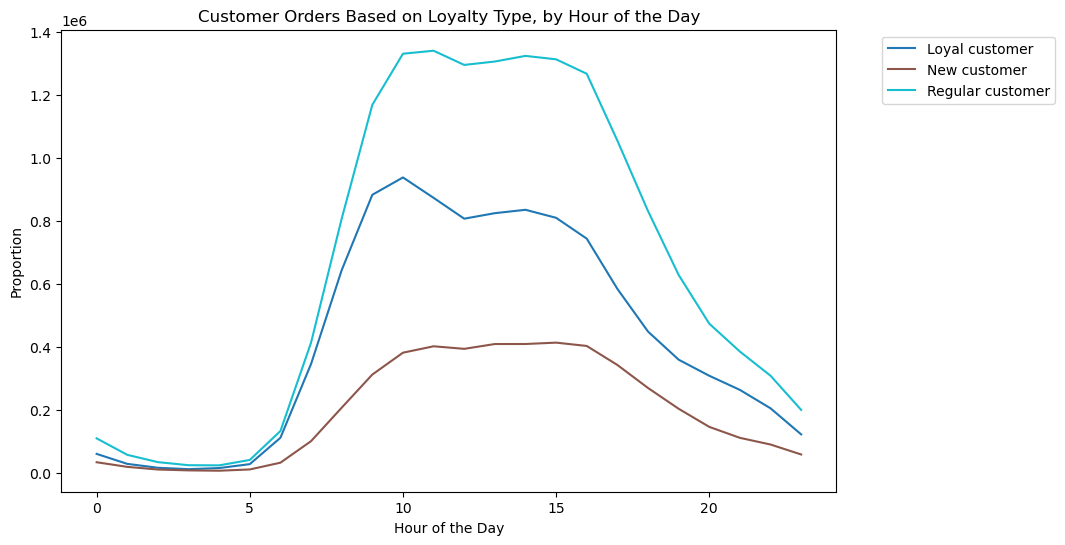 Customer Orders Based on Loyalty Type, by Hour of the Day
1e6
1.4
1.2
1.0
0.8
0.6
0.4
0.2
0.0
Proportion
0 5 10 15 20
Hour of the Day
Loyal customer
New customer
Regular customer